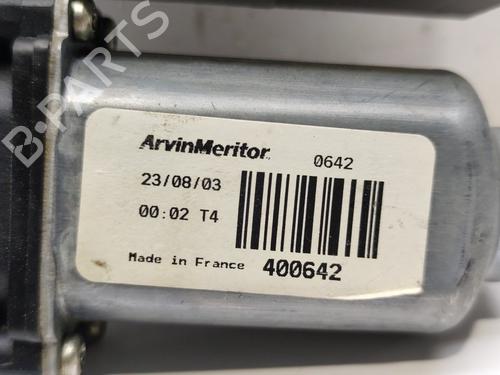 B-PARTS
ArvinMeritor 0642
23/08/03
00:02 T4
Made in France 400642